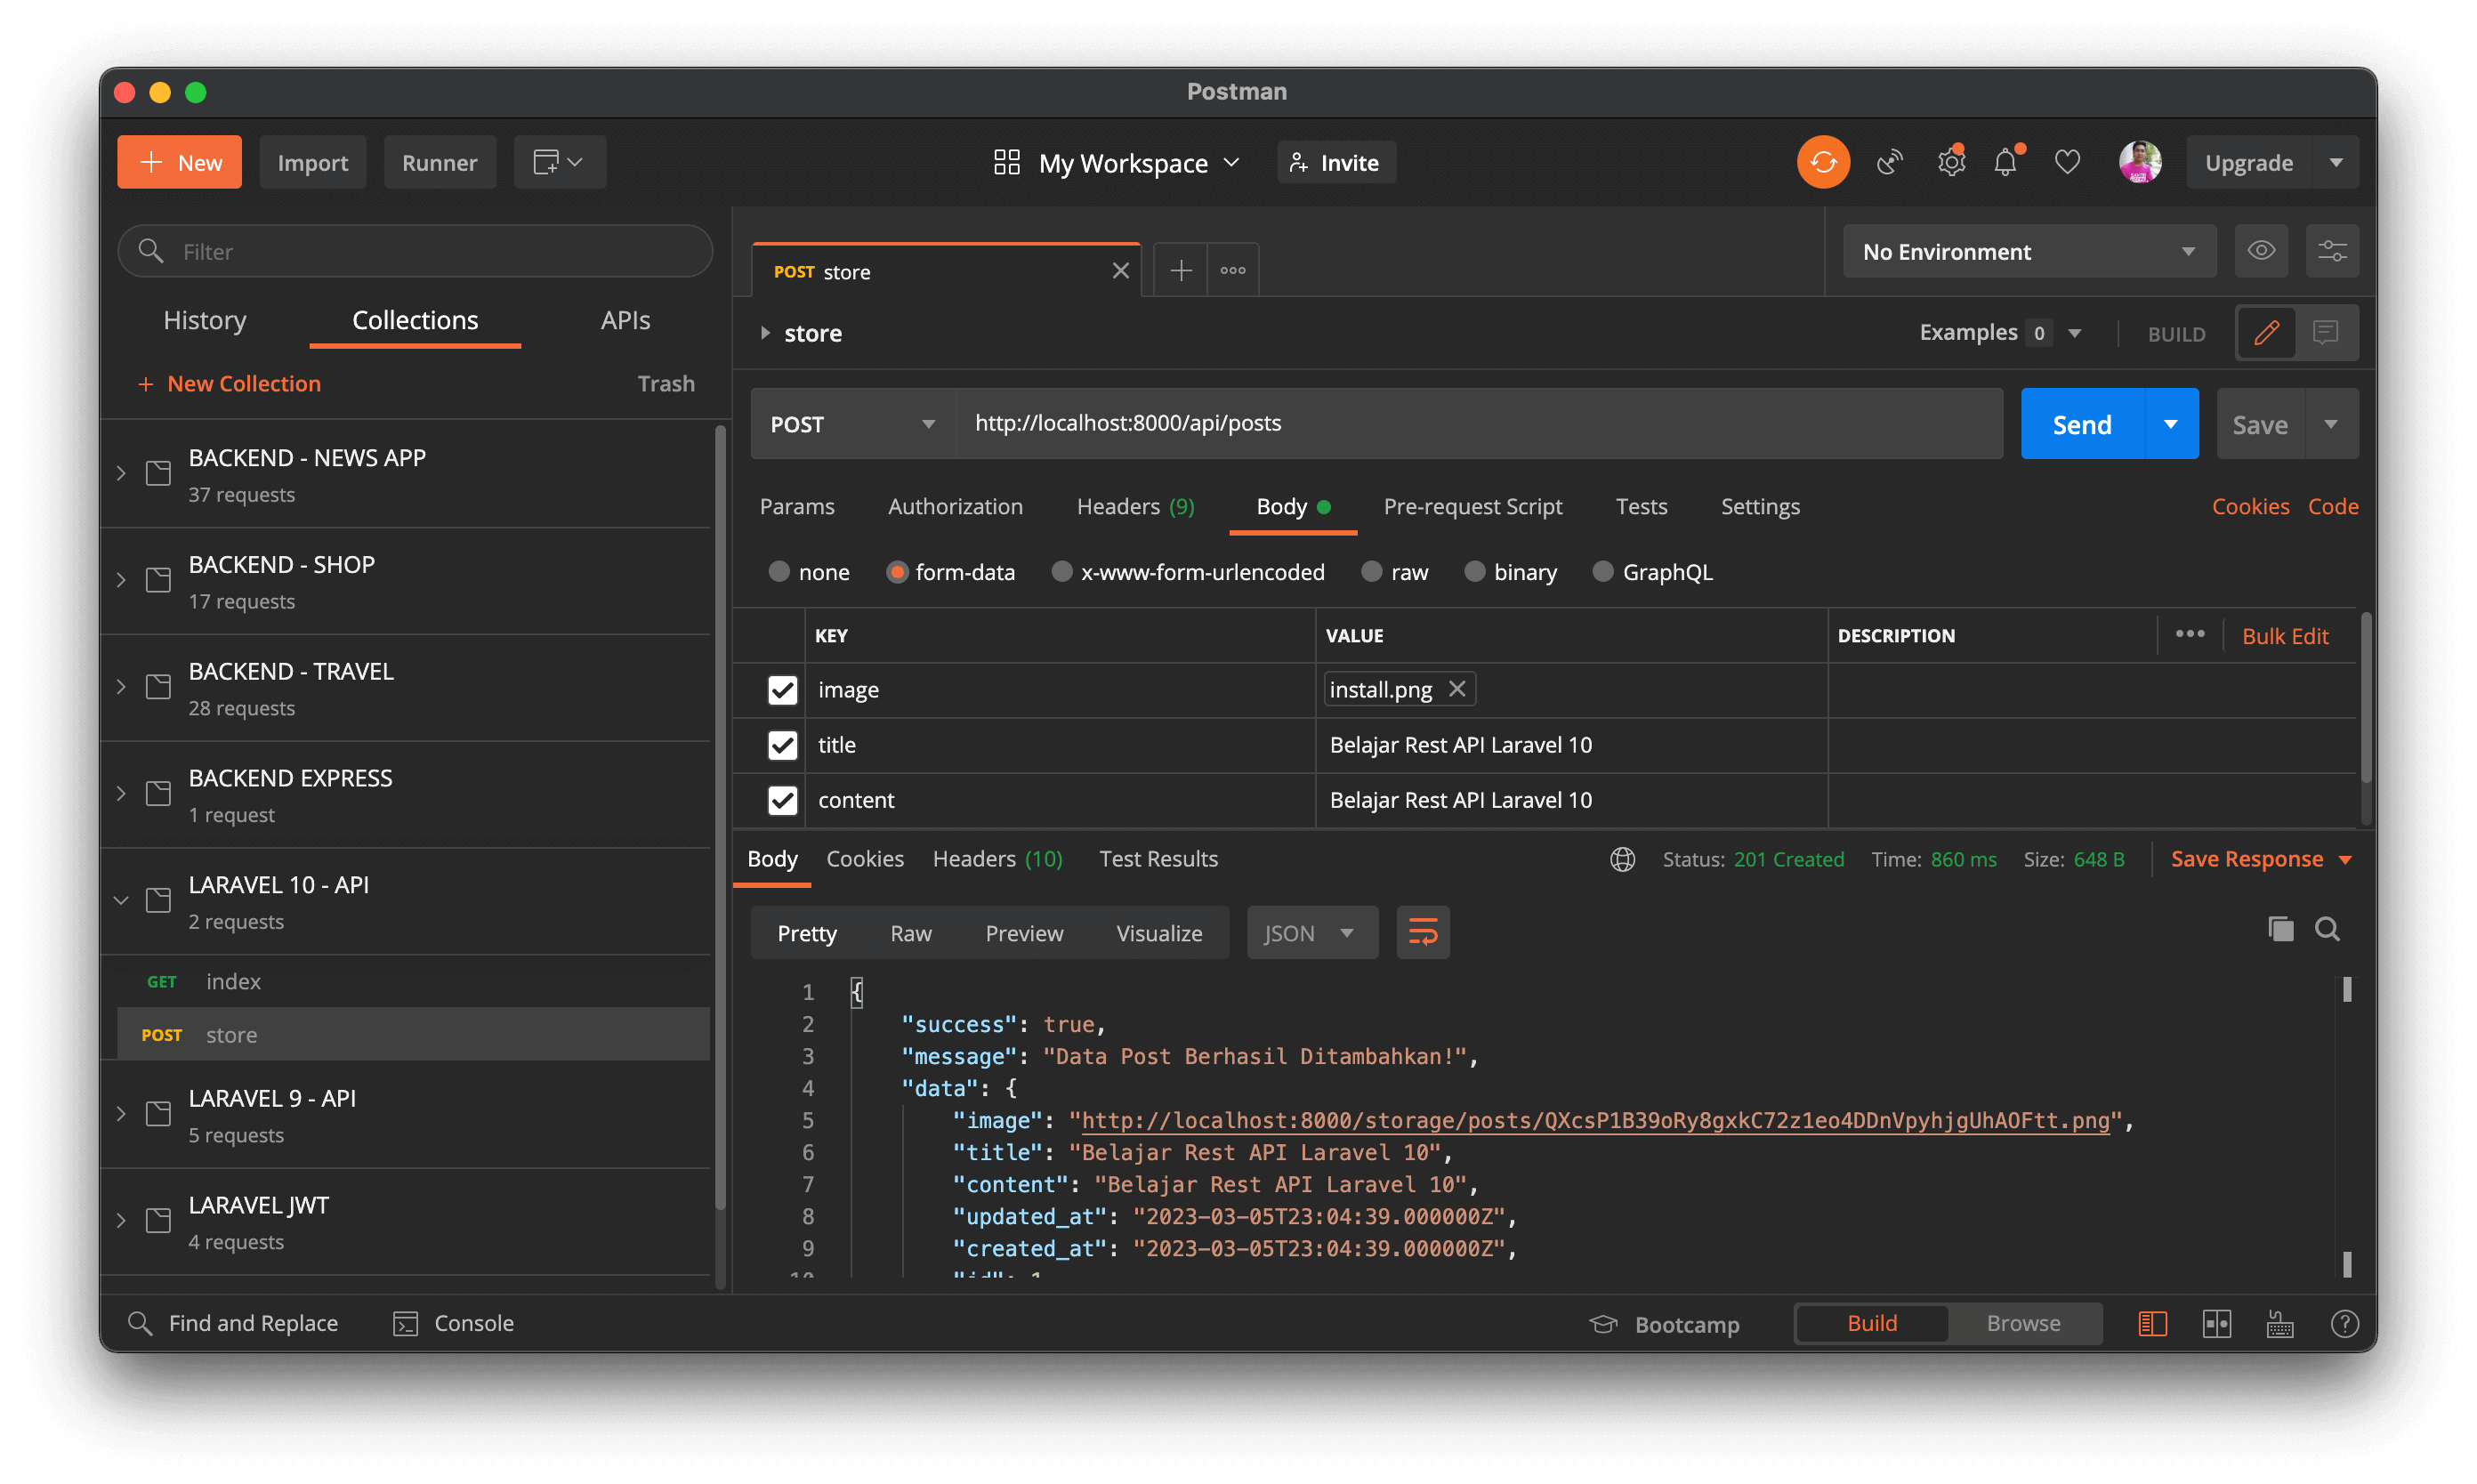 Postman
New Import Runner My Workspace Invite Upgrade
Filter
History Collections APIs
New Collection Trash
BACKEND - NEWS APP
37 requests
BACKEND - SHOP
17 requests
BACKEND - TRAVEL
28 requests
BACKEND EXPRESS
1 request
LARAVEL 10 - API
2 requests
GET index
POST store
LARAVEL 9 - API
5 requests
LARAVEL JWT
4 requests
POST store
No Environment
store
Examples 0 BUILD
POST http://localhost:8000/api/posts Send Save
Params Authorization Headers (9) Body Pre-request Script Tests Settings Cookies Code
none form-data x-www-form-urlencoded raw binary GraphQL
KEY VALUE DESCRIPTION Bulk Edit
image install.png
title Belajar Rest API Laravel 10
content Belajar Rest API Laravel 10
Body Cookies Headers (10) Test Results Status: 201 Created Time: 860 ms Size: 648 B Save Response
Pretty Raw Preview Visualize JSON
1 {
2 "success": true,
3 "message": "Data Post Berhasil Ditambahkan!",
4 "data": {
5 "image": "http://localhost:8000/storage/posts/QXcsP1B39oRy8gxkC72z1eo4DDnVpyhjgUhAOFtt.png",
6 "title": "Belajar Rest API Laravel 10",
7 "content": "Belajar Rest API Laravel 10",
8 "updated_at": "2023-03-05T23:04:39.000000Z",
9 "created_at": "2023-03-05T23:04:39.000000Z",
10 "id": 1
Find and Replace Console Bootcamp Build Browse